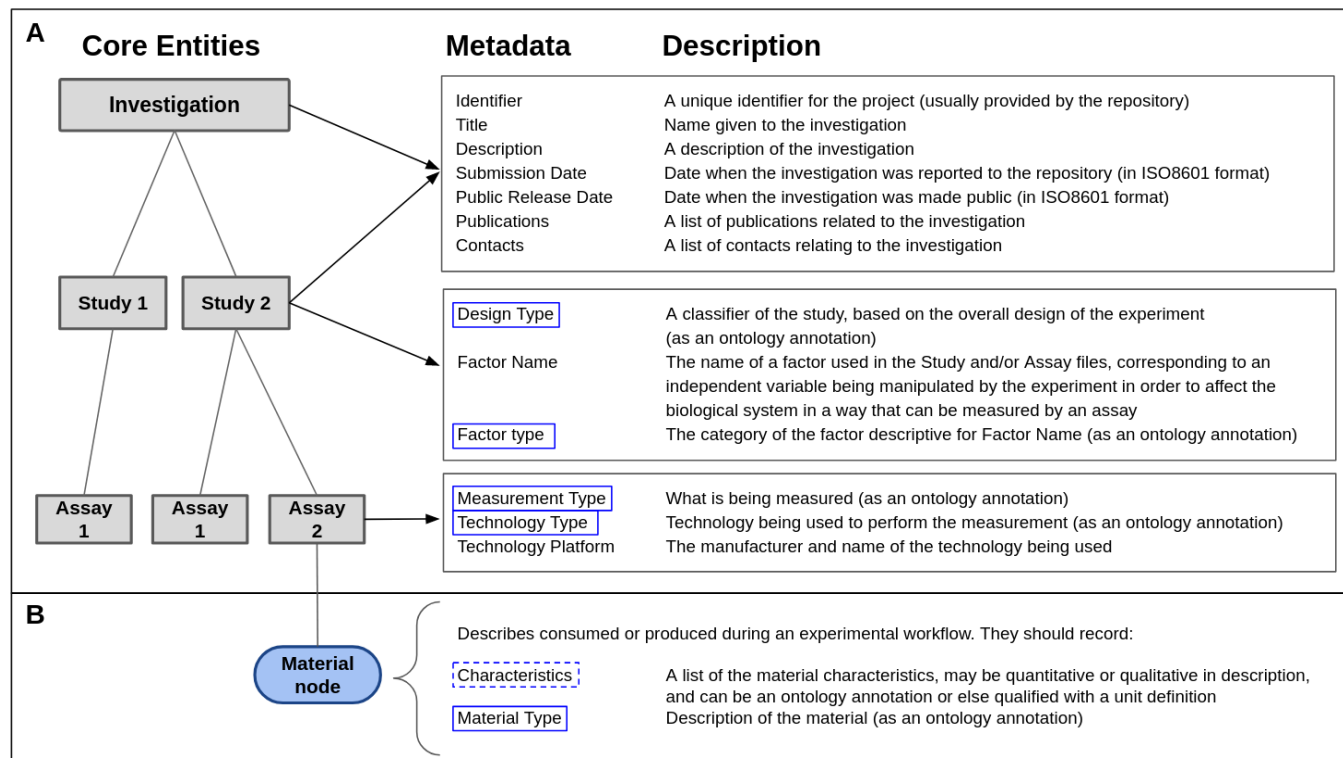 A
Core Entities
Metadata
Description
Investigation
Study 1
Study 2
Assay
1
Assay
1
Assay
2
Identifier A unique identifier for the project (usually provided by the repository)
Title Name given to the investigation
Description A description of the investigation
Submission Date Date when the investigation was reported to the repository (in ISO8601 format)
Public Release Date Date when the investigation was made public (in ISO8601 format)
Publications A list of publications related to the investigation
Contacts A list of contacts relating to the investigation
Design Type A classifier of the study, based on the overall design of the experiment
(as an ontology annotation)
Factor Name The name of a factor used in the Study and/or Assay files, corresponding to an
independent variable being manipulated by the experiment in order to affect the
biological system in a way that can be measured by an assay
Factor type The category of the factor descriptive for Factor Name (as an ontology annotation)
Measurement Type What is being measured (as an ontology annotation)
Technology Type Technology being used to perform the measurement (as an ontology annotation)
Technology Platform The manufacturer and name of the technology being used
B
Material
node
Describes consumed or produced during an experimental workflow. They should record:
Characteristics A list of the material characteristics, may be quantitative or qualitative in description,
and can be an ontology annotation or else qualified with a unit definition
Material Type Description of the material (as an ontology annotation)